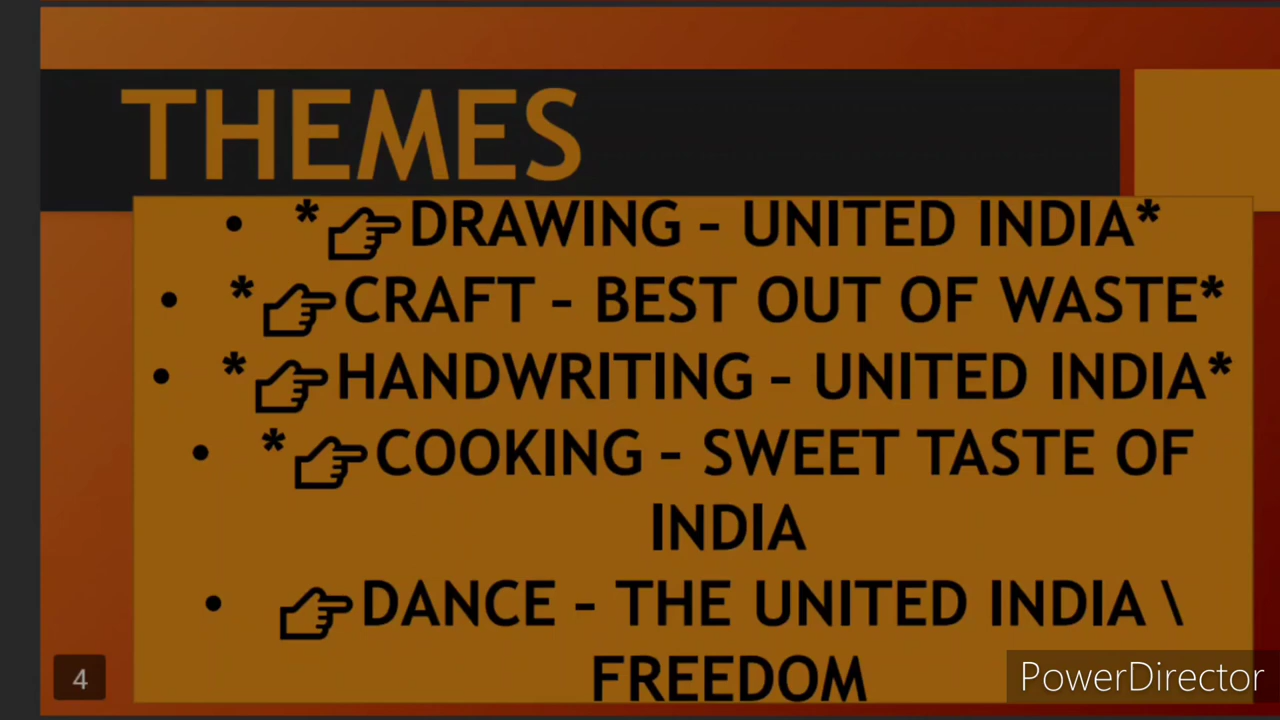 THEMES
• *👉DRAWING – UNITED INDIA*
• *👉CRAFT – BEST OUT OF WASTE*
• *👉HANDWRITING – UNITED INDIA*
• *👉COOKING – SWEET TASTE OF
INDIA
• 👉DANCE – THE UNITED INDIA \
FREEDOM
4
PowerDirector